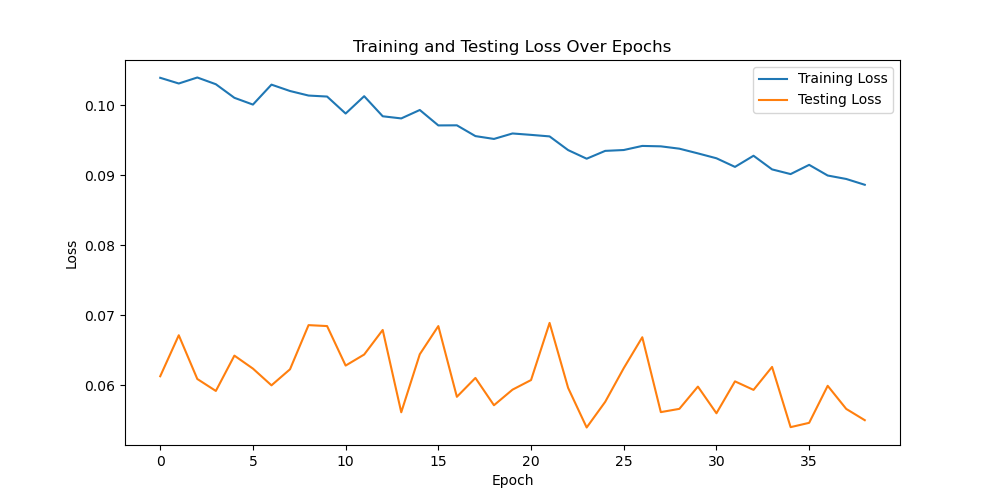 Training and Testing Loss Over Epochs
Training Loss
Testing Loss
0.10
0.09
0.08
0.07
0.06
Loss
0 5 10 15 20 25 30 35
Epoch